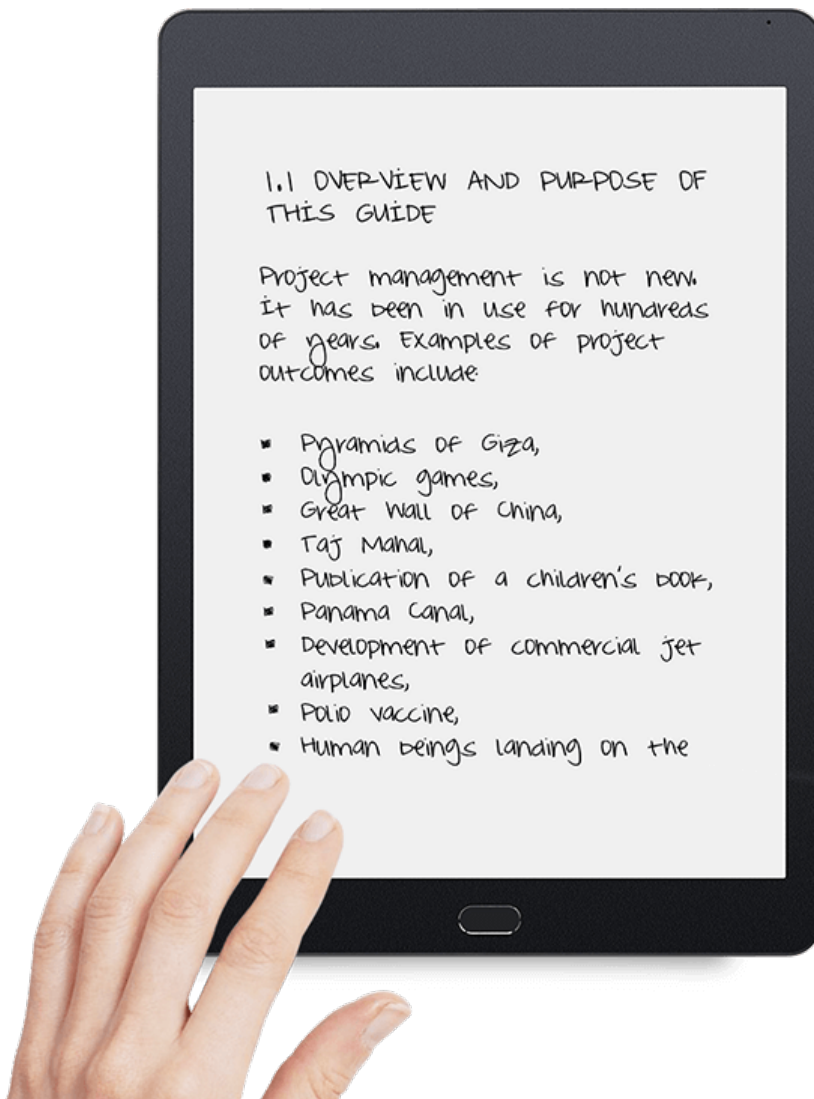 1.1 OVERVIEW AND PURPOSE OF
THIS GUIDE
Project management is not new.
It has been in use for hundreds
of years. Examples of project
outcomes include:
▪ Pyramids of Giza,
▪ Olympic games,
▪ Great Wall of China,
▪ Taj Mahal,
▪ Publication of a children's book,
▪ Panama Canal,
▪ Development of commercial jet
airplanes,
▪ Polio vaccine,
▪ Human beings landing on the